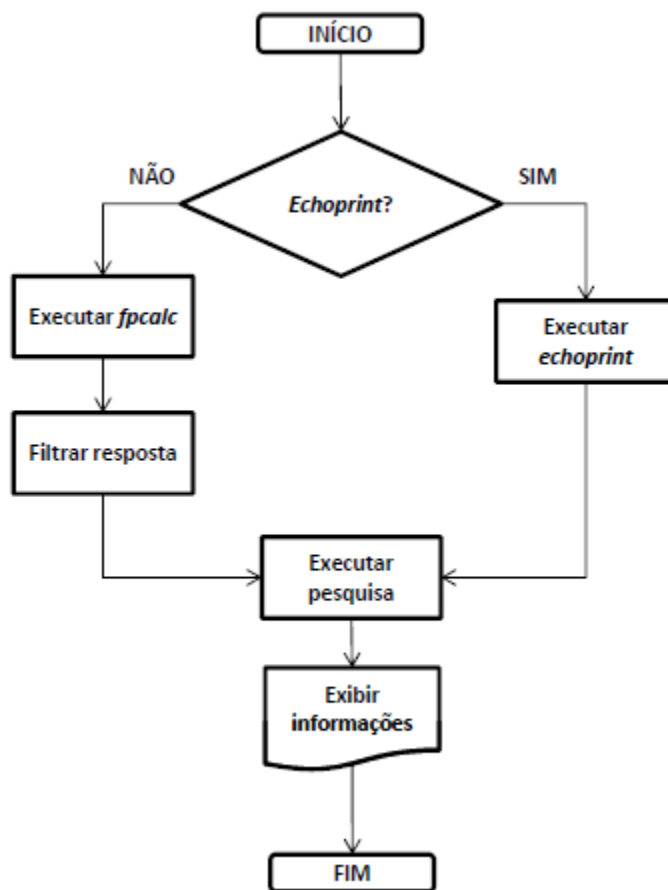 INÍCIO
NÃO
SIM
Echoprint?
Executar fpcalc
Executar
echoprint
Filtrar resposta
Executar
pesquisa
Exibir
informações
FIM